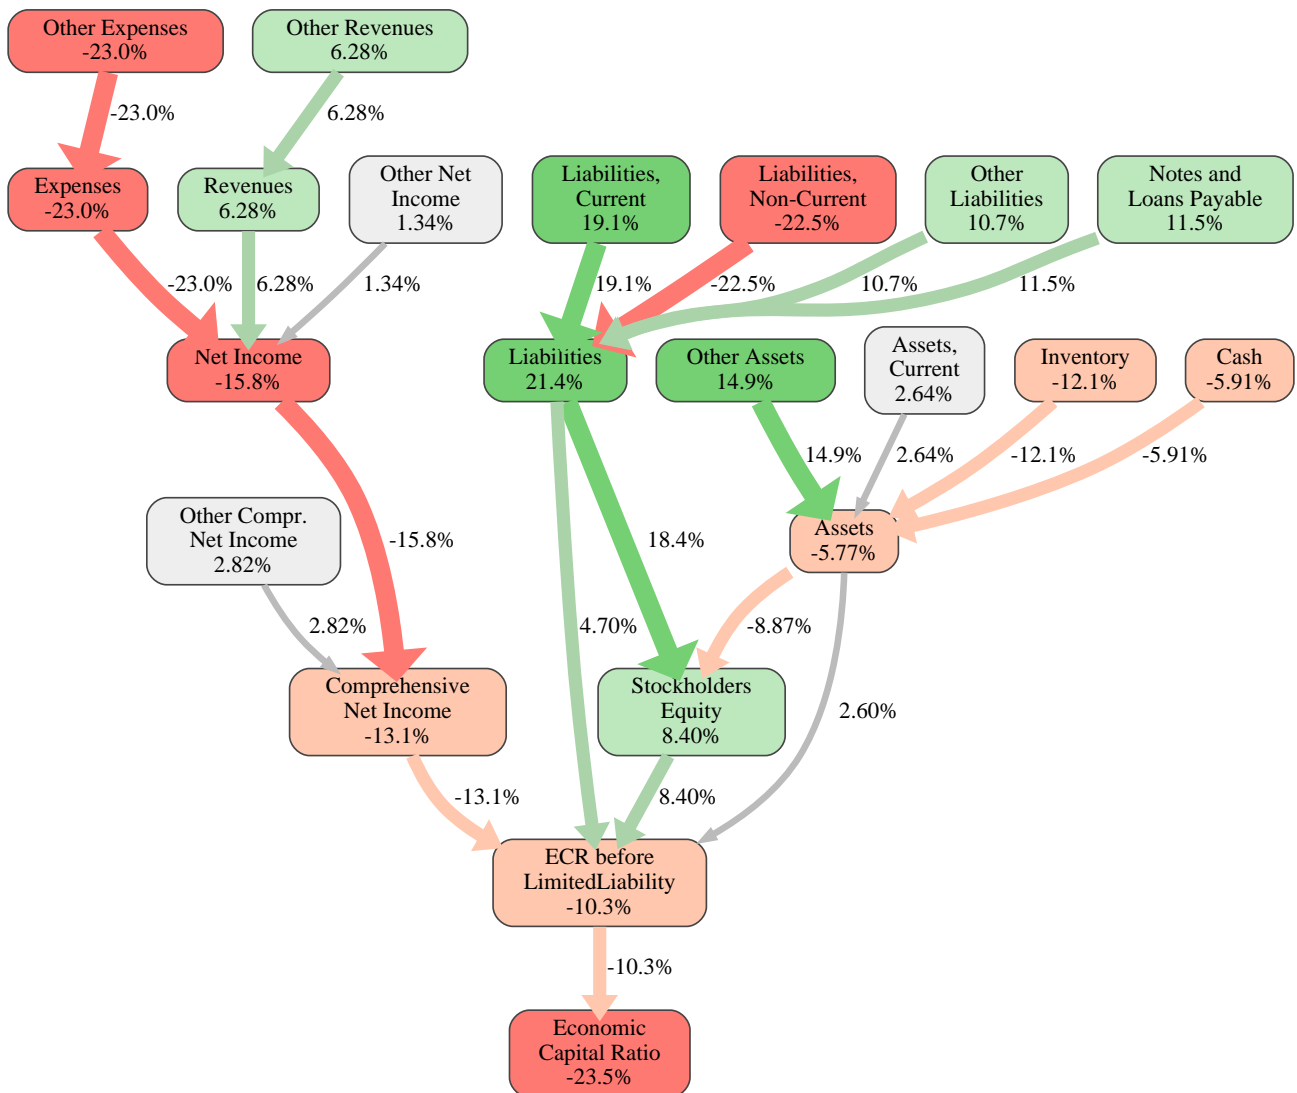 Other Expenses
-23.0%
Other Revenues
6.28%
-23.0%
6.28%
Expenses
-23.0%
Revenues
6.28%
Other Net
Income
1.34%
Liabilities,
Current
19.1%
Liabilities,
Non-Current
-22.5%
Other
Liabilities
10.7%
Notes and
Loans Payable
11.5%
-23.0%
6.28%
1.34%
19.1%
-22.5%
10.7%
11.5%
Net Income
-15.8%
Liabilities
21.4%
Other Assets
14.9%
Assets,
Current
2.64%
Inventory
-12.1%
Cash
-5.91%
14.9%
2.64%
-12.1%
-5.91%
Other Compr.
Net Income
2.82%
-15.8%
18.4%
Assets
-5.77%
2.82%
4.70%
-8.87%
Comprehensive
Net Income
-13.1%
Stockholders
Equity
8.40%
2.60%
-13.1%
8.40%
ECR before
LimitedLiability
-10.3%
-10.3%
Economic
Capital Ratio
-23.5%